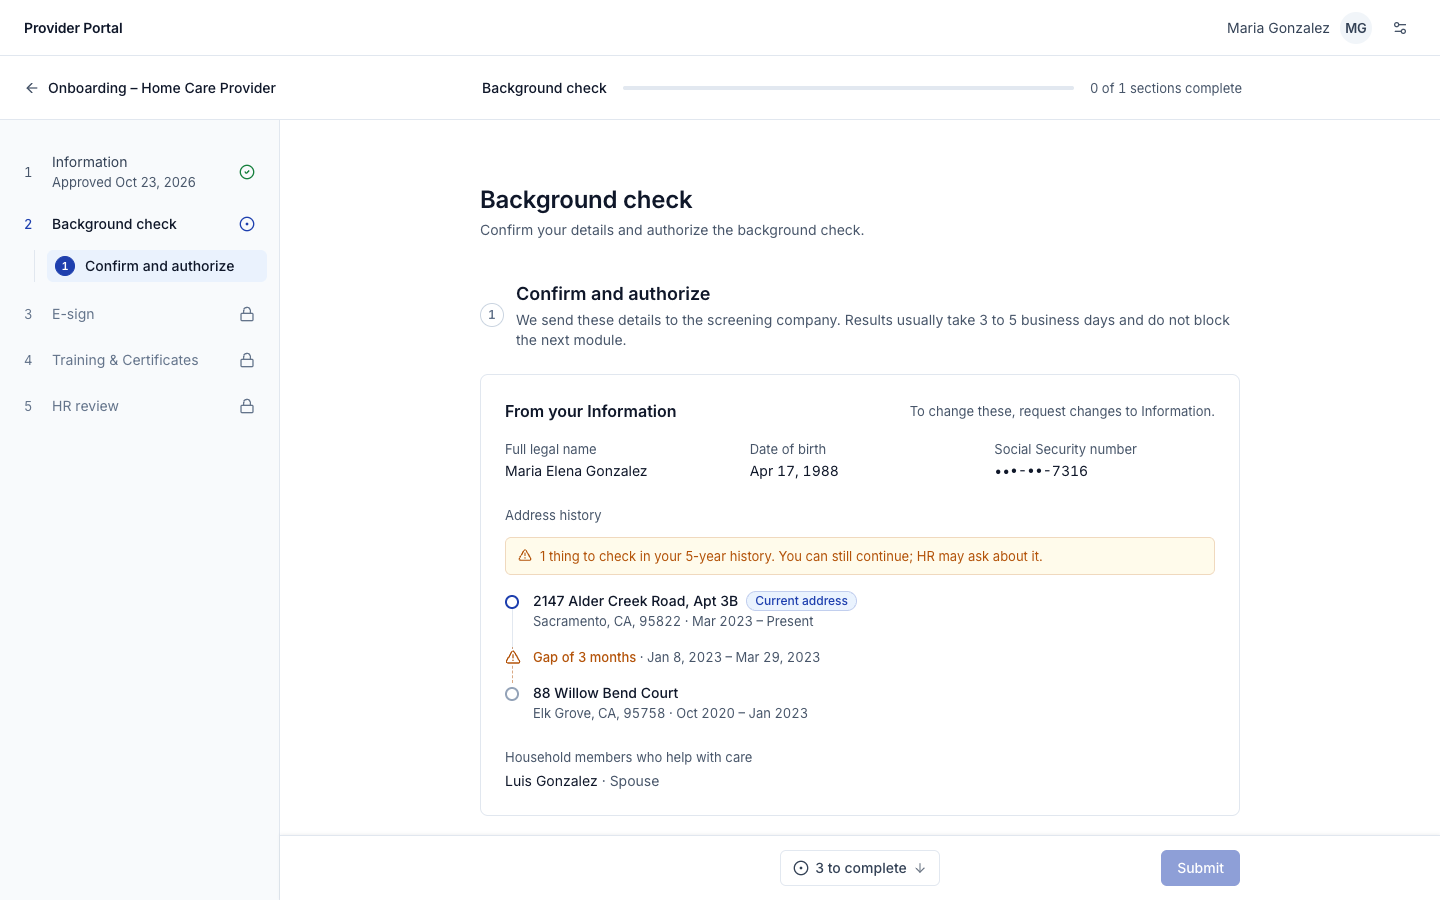 Provider Portal
Maria Gonzalez
MG
Onboarding – Home Care Provider
Background check
0 of 1 sections complete
1
Information
Approved Oct 23, 2026
2
Background check
1
Confirm and authorize
3
E-sign
4
Training & Certificates
5
HR review
Background check
Confirm your details and authorize the background check.
1
Confirm and authorize
We send these details to the screening company. Results usually take 3 to 5 business days and do not block
the next module.
From your Information
To change these, request changes to Information.
Full legal name
Date of birth
Social Security number
Maria Elena Gonzalez
Apr 17, 1988
•••-••-7316
Address history
1 thing to check in your 5-year history. You can still continue; HR may ask about it.
2147 Alder Creek Road, Apt 3B
Current address
Sacramento, CA, 95822 · Mar 2023 – Present
Gap of 3 months · Jan 8, 2023 – Mar 29, 2023
88 Willow Bend Court
Elk Grove, CA, 95758 · Oct 2020 – Jan 2023
Household members who help with care
Luis Gonzalez · Spouse
3 to complete
Submit